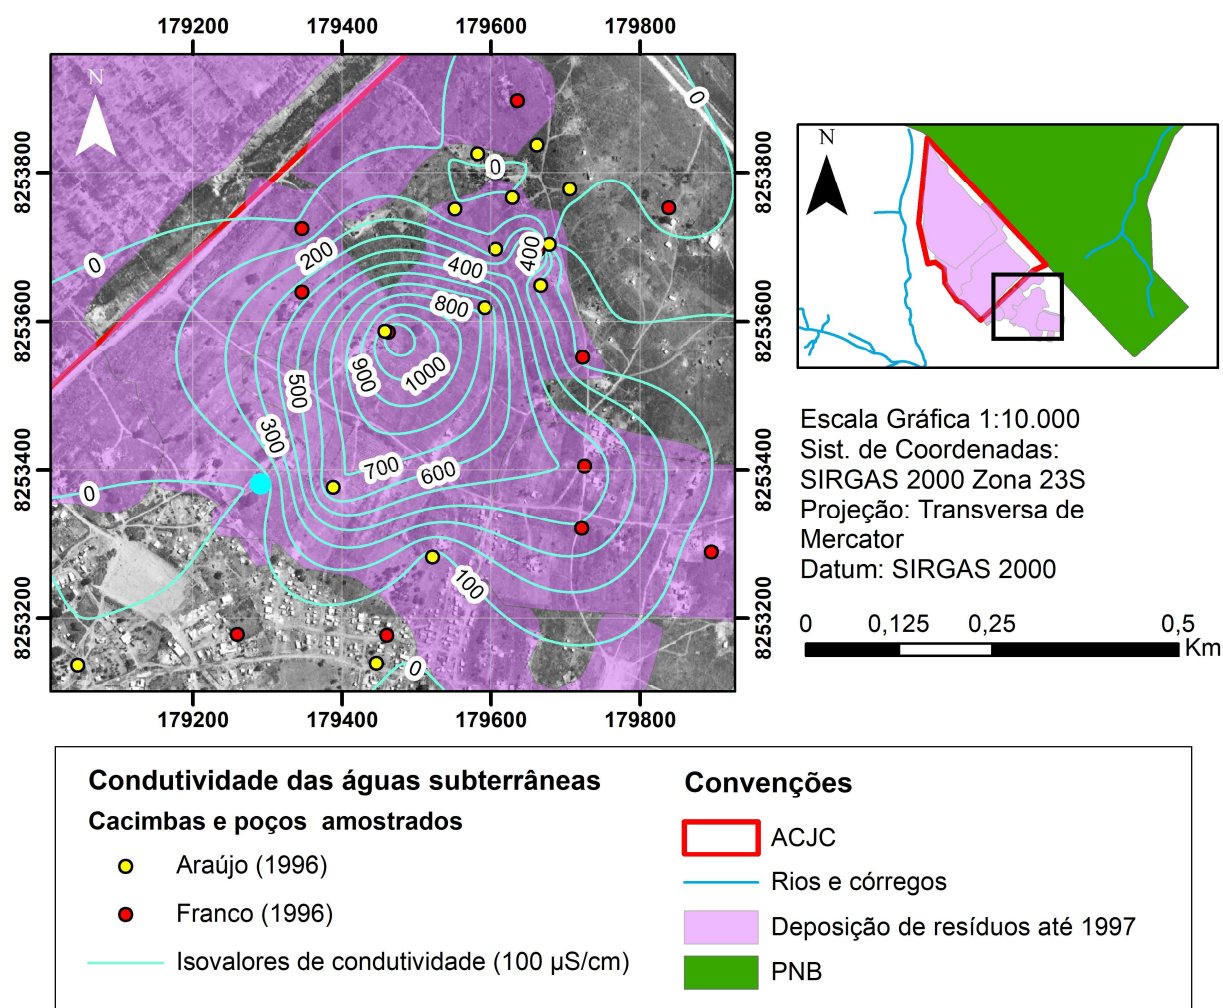 179200 179400 179600 179800
N
0
8253800
8253800
0
0
200
400
400
800
8253600
8253600
900
1000
500
300
700
600
8253400
8253400
0
100
8253200
8253200
0
179200 179400 179600 179800
N
Escala Gráfica 1:10.000
Sist. de Coordenadas:
SIRGAS 2000 Zona 23S
Projeção: Transversa de
Mercator
Datum: SIRGAS 2000
0 0,125 0,25 0,5
Km
Condutividade das águas subterrâneas
Cacimbas e poços amostrados
Araújo (1996)
Franco (1996)
Isovalores de condutividade (100 µS/cm)
Convenções
ACJC
Rios e córregos
Deposição de resíduos até 1997
PNB